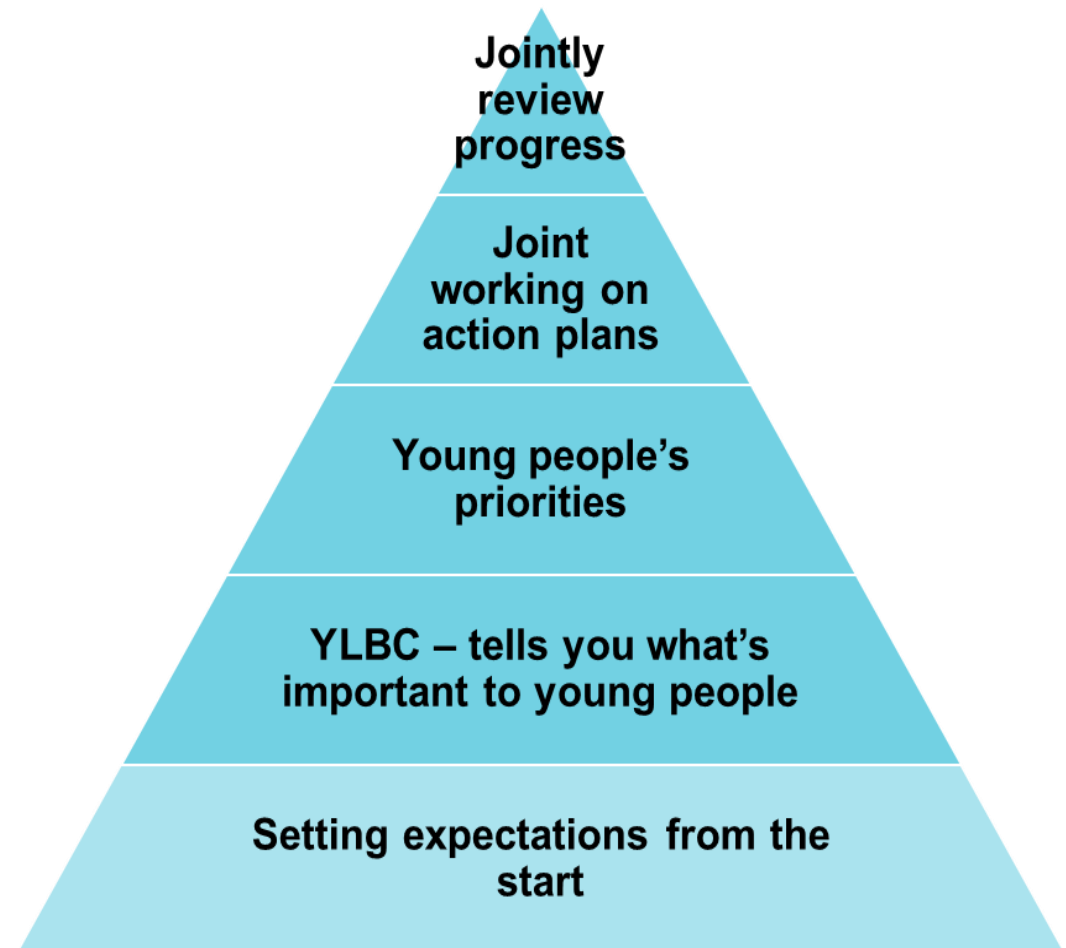 Jointly
review
progress
Joint
working on
action plans
Young people’s
priorities
YLBC – tells you what’s
important to young people
Setting expectations from the
start